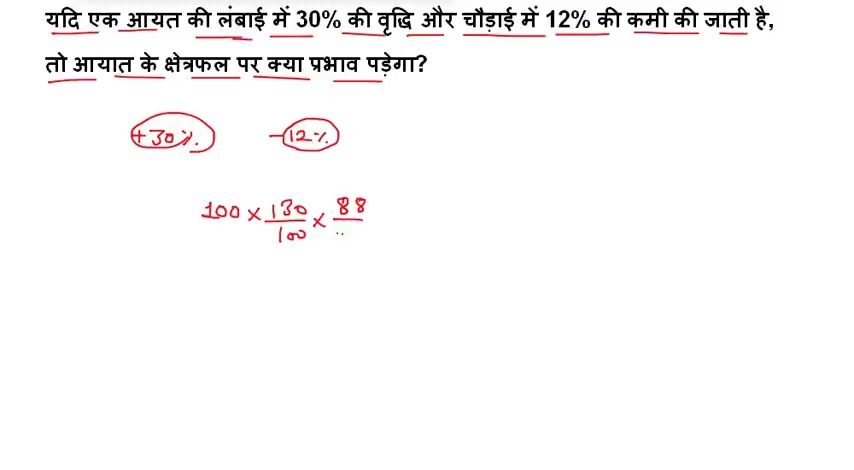 यदि एक आयत की लंबाई में 30% की वृद्धि और चौड़ाई में 12% की कमी की जाती है,
तो आयात के क्षेत्रफल पर क्या प्रभाव पड़ेगा?
+30% -12%
100 × 130/100 × 88/